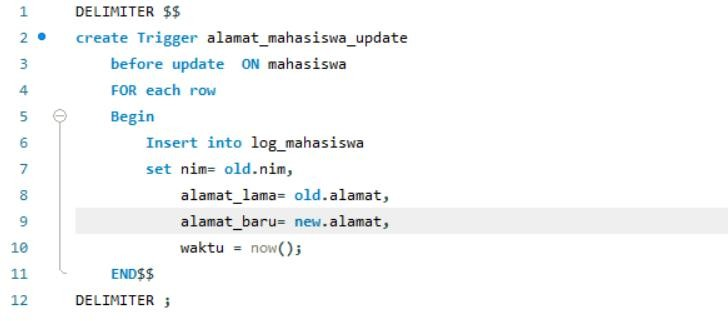 1 DELIMITER $$
2 create Trigger alamat_mahasiswa_update
3 before update  ON mahasiswa
4 FOR each row
5 Begin
6 Insert into log_mahasiswa
7 set nim= old.nim,
8 alamat_lama= old.alamat,
9 alamat_baru= new.alamat,
10 waktu = now();
11 END$$
12 DELIMITER ;